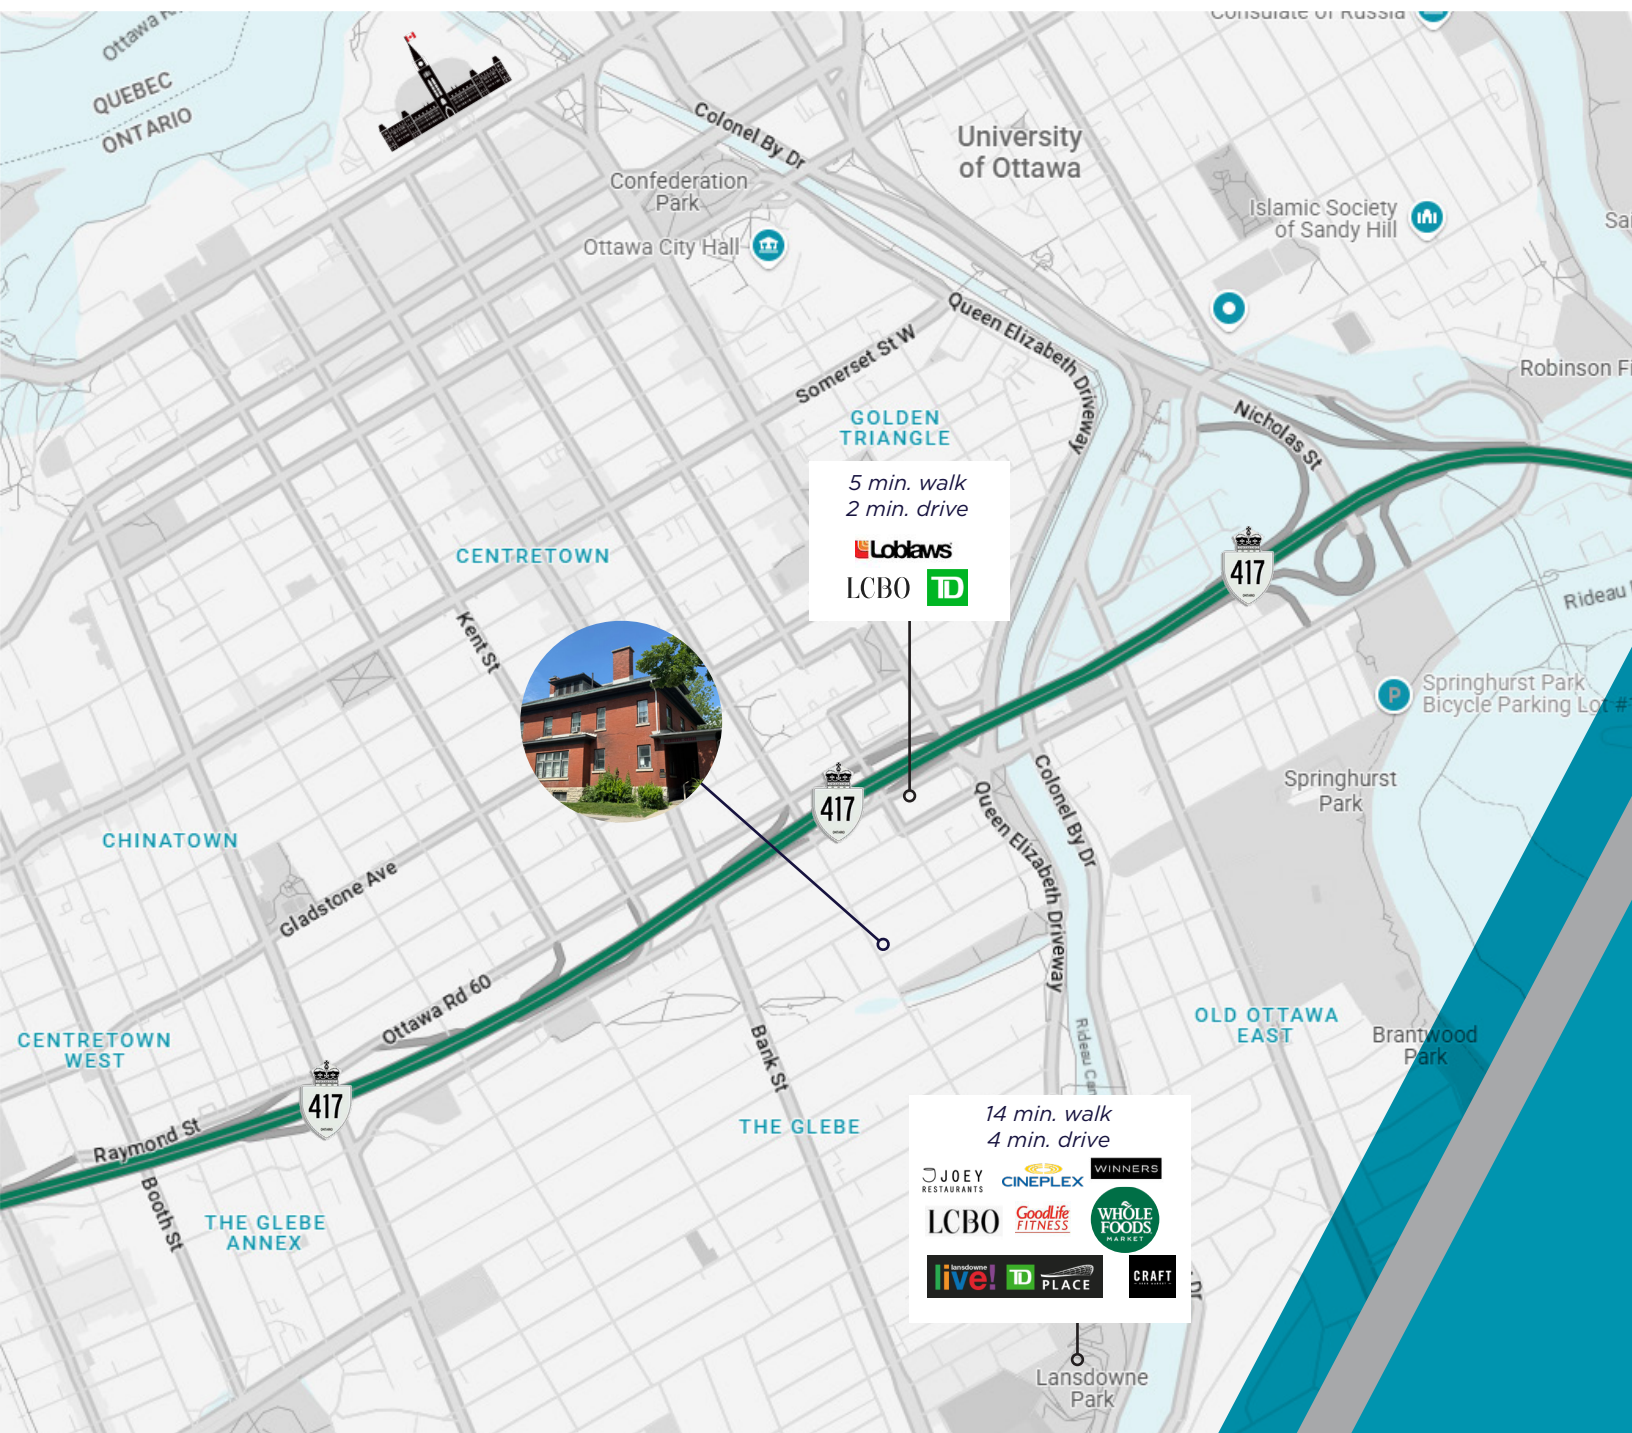 Consulate of Russia
Ottawa
QUEBEC
ONTARIO
Colonel By Dr
University
of Ottawa
Confederation
Park
Islamic Society
of Sandy Hill
Ottawa City Hall
Queen Elizabeth Driveway
Somerset St W
Robinson
GOLDEN
TRIANGLE
Nicholas St
5 min. walk
2 min. drive
Loblaws
LCBO
TD
CENTRETOWN
417
Rideau
Kent St
Springhurst Park
Bicycle Parking Lot #
P
Colonel By Dr
Springhurst
Park
Queen Elizabeth Driveway
417
CHINATOWN
Gladstone Ave
Ottawa Rd 60
OLD OTTAWA
EAST
Brantwood
Park
CENTRETOWN
WEST
Bank St
Rideau
417
ONTARIO
Raymond St
THE GLEBE
14 min. walk
4 min. drive
JOEY
RESTAURANTS
CINEPLEX
WINNERS
LCBO
GoodLife
FITNESS
WHOLE
FOODS
MARKET
lansdowne
live!
TD
PLACE
CRAFT
Dr
Booth St
THE GLEBE
ANNEX
Lansdowne
Park